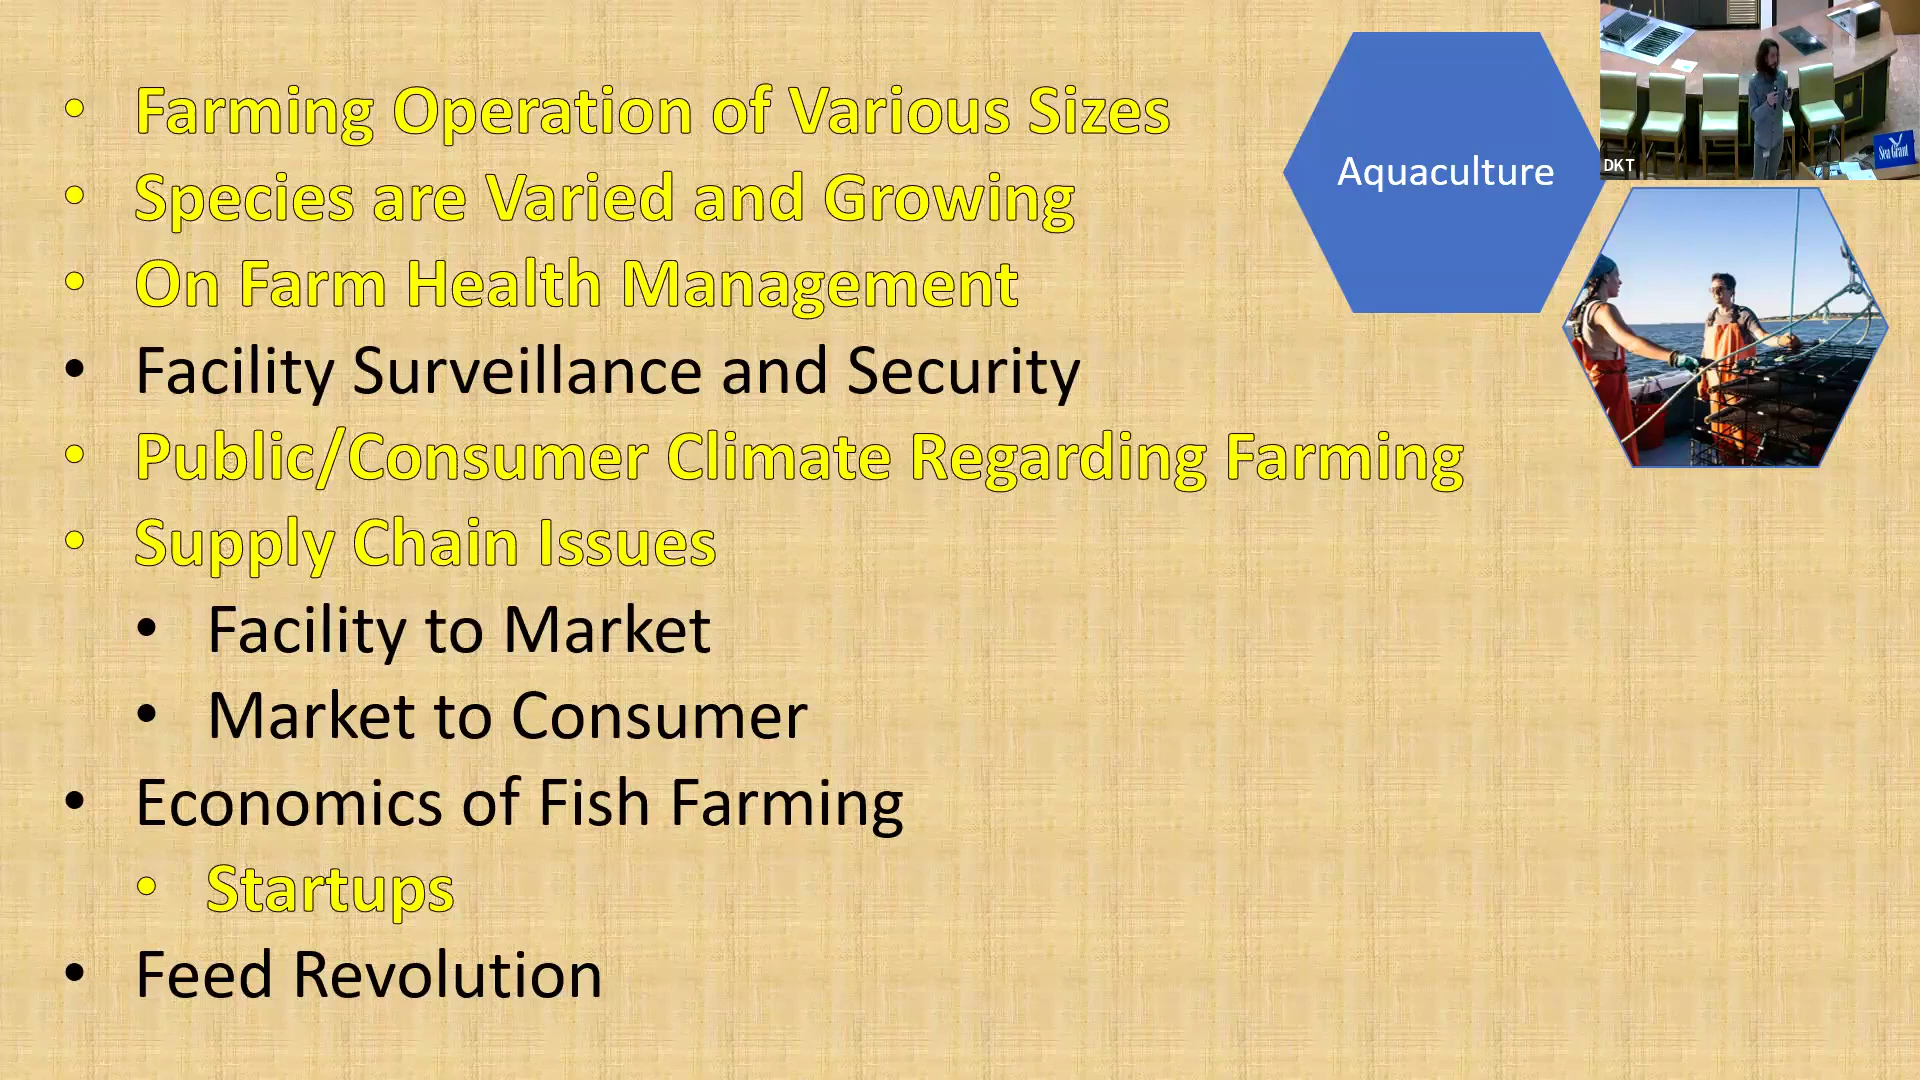 • Farming Operation of Various Sizes
• Species are Varied and Growing
• On Farm Health Management
• Facility Surveillance and Security
• Public/Consumer Climate Regarding Farming
• Supply Chain Issues
• Facility to Market
• Market to Consumer
• Economics of Fish Farming
• Startups
• Feed Revolution
Aquaculture
DKT
Sea Grant